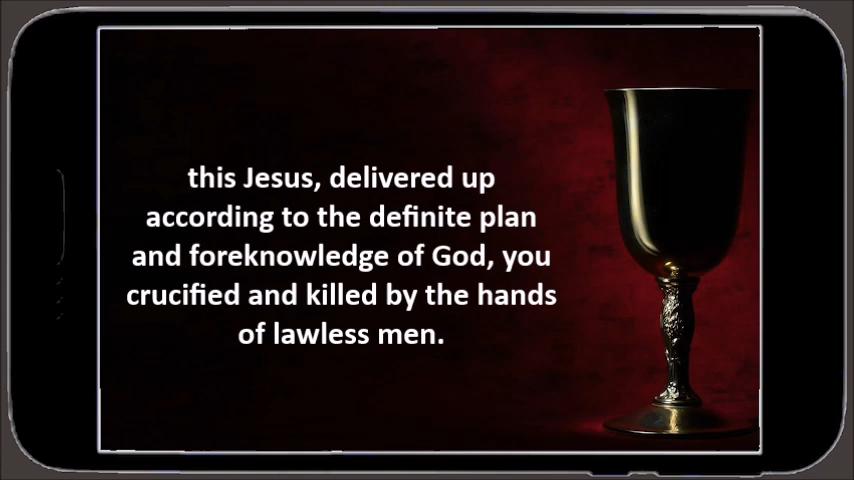 this Jesus, delivered up
according to the definite plan
and foreknowledge of God, you
crucified and killed by the hands
of lawless men.